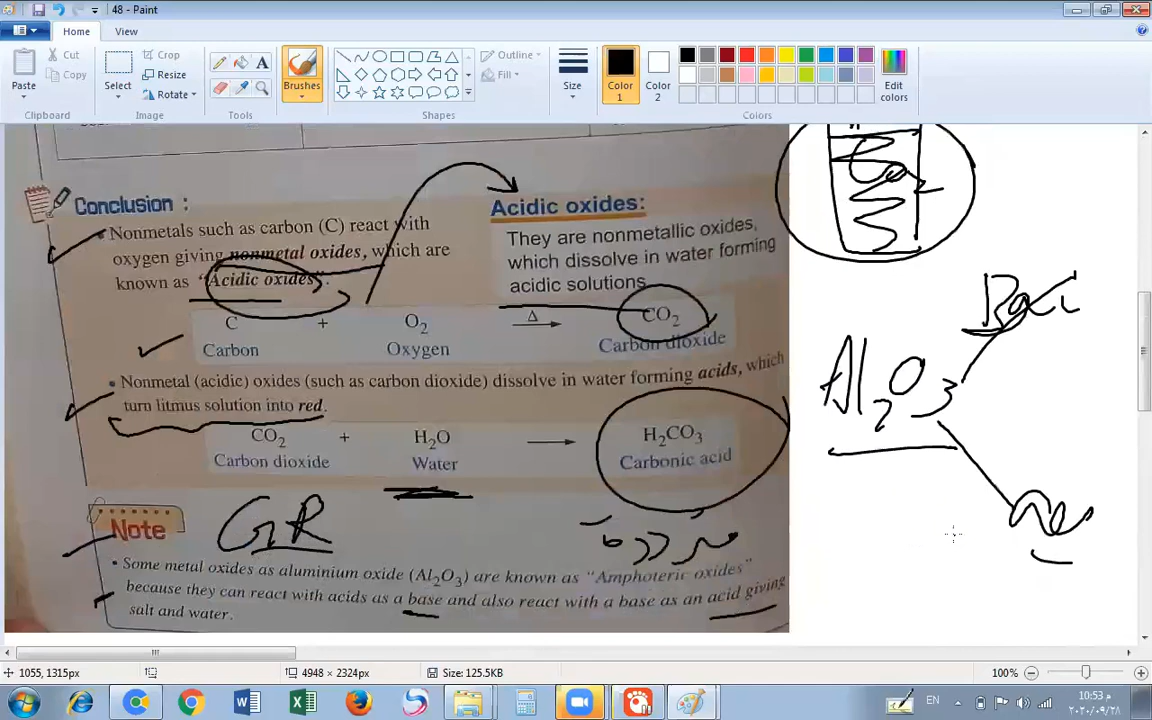 48 - Paint
Home
View
Paste
Cut
Copy
Clipboard
Select
Crop
Resize
Rotate
Image
Tools
Brushes
Shapes
Outline
Fill
Size
Color 1
Color 2
Edit colors
Colors
Conclusion :
• Nonmetals such as carbon (C) react with
oxygen giving nonmetal oxides, which are
known as "Acidic oxides".
Acidic oxides:
They are nonmetallic oxides,
which dissolve in water forming
acidic solutions.
C + O₂ Δ → CO₂
Carbon Oxygen Carbon dioxide
• Nonmetal (acidic) oxides (such as carbon dioxide) dissolve in water forming acids, which
turn litmus solution into red.
CO₂ + H₂O → H₂CO₃
Carbon dioxide Water Carbonic acid
Note
GR
• Some metal oxides as aluminium oxide (Al₂O₃) are known as "Amphoteric oxides"
because they can react with acids as a base and also react with a base as an acid giving
salt and water.
Al₂O₃
1055, 1315px
4948 × 2324px
Size: 125.5KB
100%
EN
10:53 م
٢٠٢٠/٠٩/٢٨